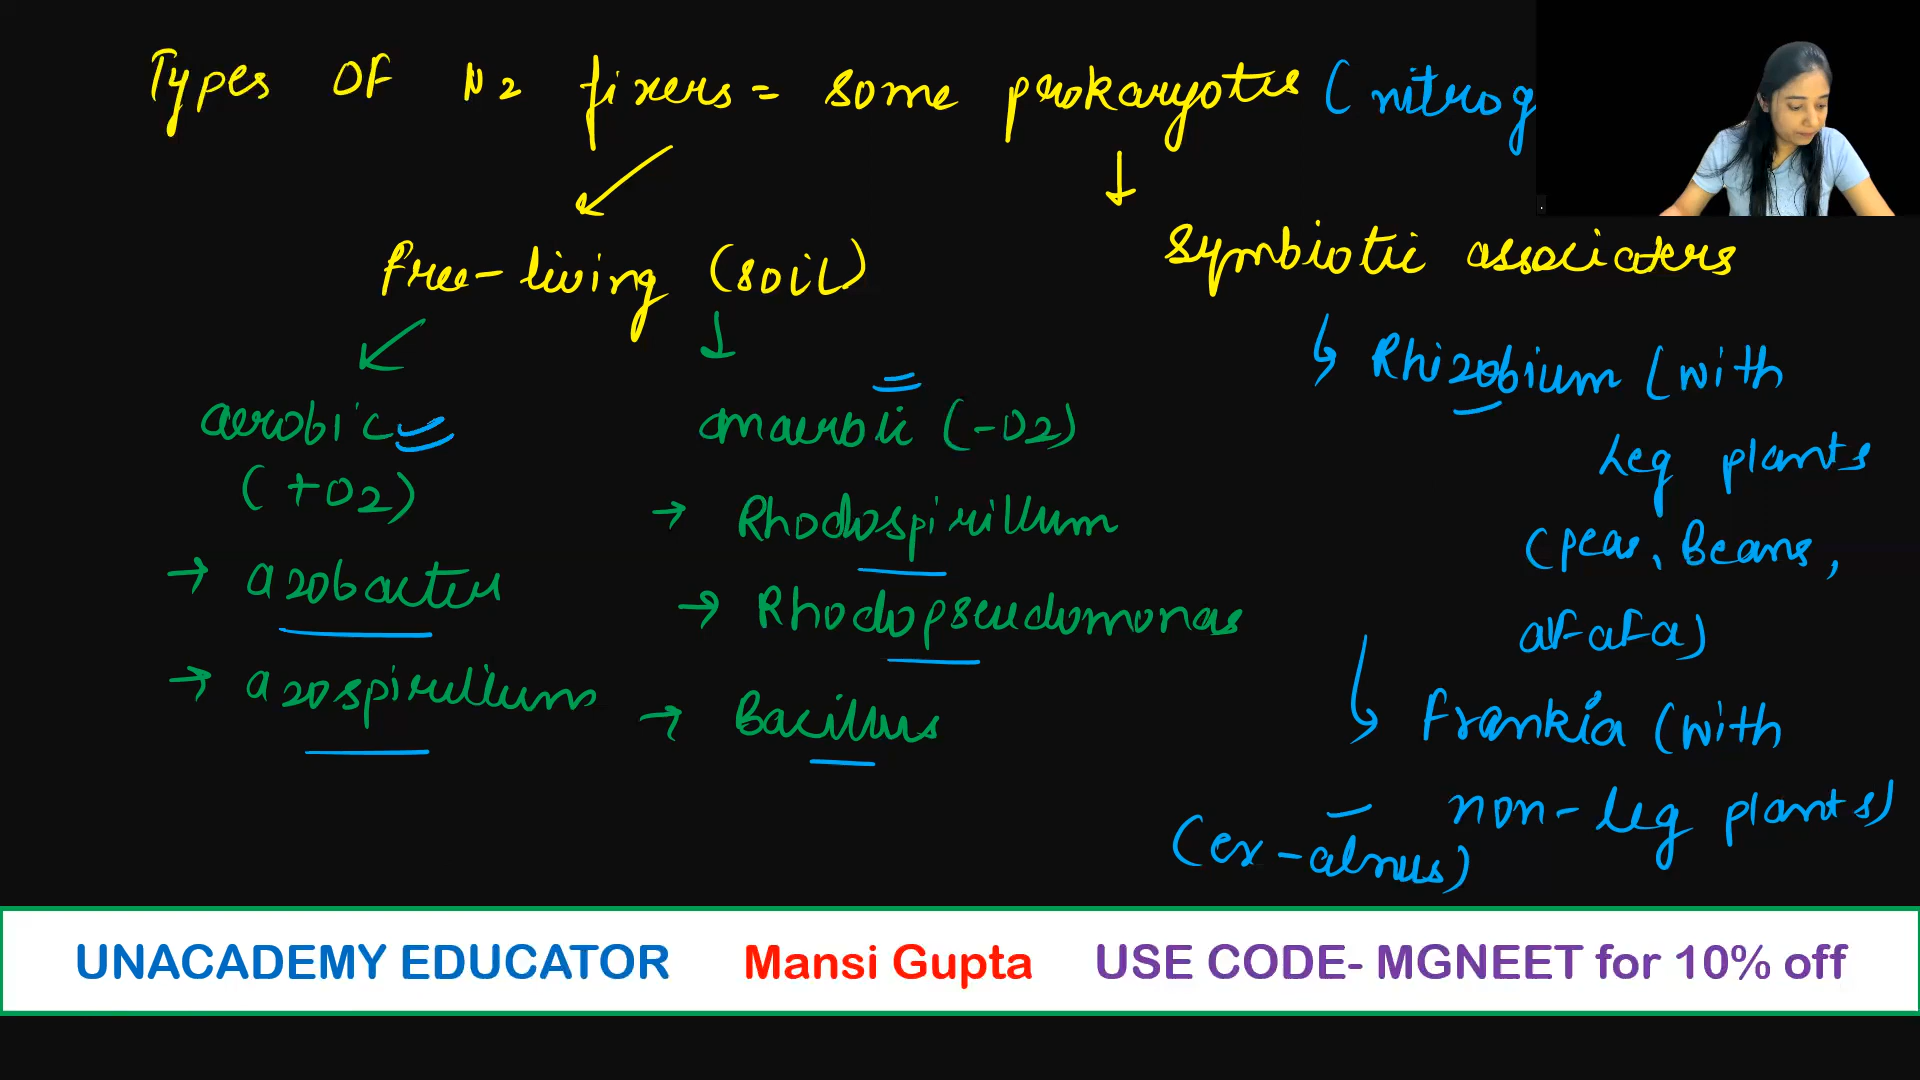 Types OF N2 fixers = some prokaryotes (nitrog
free-living (soil)
symbiotic associaters
aerobic
(+O2)
→ azobacter
→ azospirullum
anaerobic (-O2)
→ Rhodospirillum
→ Rhodopseudomonas
→ Bacillus
Rhizobium (with
Leg plants
(peas, Beans,
alfalfa)
Frankia (with
non-leg plants)
(ex-alnus)
UNACADEMY EDUCATOR Mansi Gupta USE CODE- MGNEET for 10% off